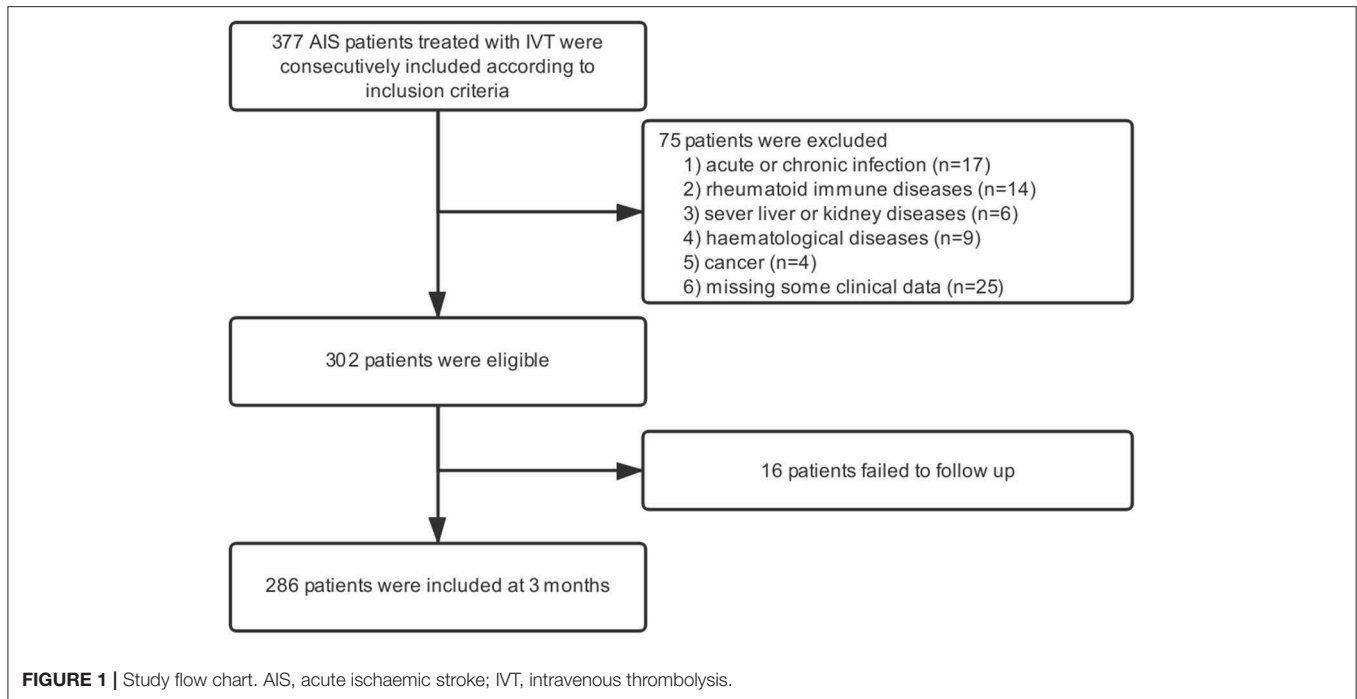 377 AIS patients treated with IVT were
consecutively included according to
inclusion criteria
75 patients were excluded
1) acute or chronic infection (n=17)
2) rheumatoid immune diseases (n=14)
3) sever liver or kidney diseases (n=6)
4) haematological diseases (n=9)
5) cancer (n=4)
6) missing some clinical data (n=25)
302 patients were eligible
16 patients failed to follow up
286 patients were included at 3 months
FIGURE 1 | Study flow chart. AIS, acute ischaemic stroke; IVT, intravenous thrombolysis.